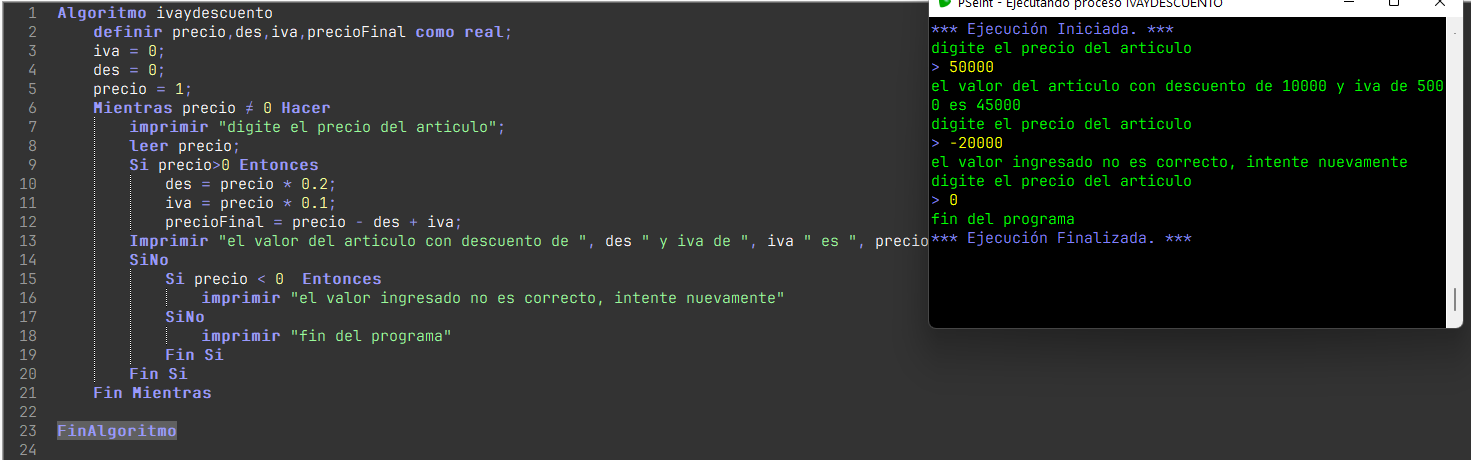 1 Algoritmo ivaydescuento
2 definir precio,des,iva,precioFinal como real;
3 iva = 0;
4 des = 0;
5 precio = 1;
6 Mientras precio ≠ 0 Hacer
7 imprimir "digite el precio del articulo";
8 leer precio;
9 Si precio>0 Entonces
10 des = precio * 0.2;
11 iva = precio * 0.1;
12 precioFinal = precio - des + iva;
13 Imprimir "el valor del articulo con descuento de ", des " y iva de ", iva " es ", precio
14 SiNo
15 Si precio < 0 Entonces
16 imprimir "el valor ingresado no es correcto, intente nuevamente"
17 SiNo
18 imprimir "fin del programa"
19 Fin Si
20 Fin Si
21 Fin Mientras
22
23 FinAlgoritmo
24
PSeInt - Ejecutando proceso IVAYDESCUENTO
*** Ejecución Iniciada. ***
digite el precio del articulo
> 50000
el valor del articulo con descuento de 10000 y iva de 500
0 es 45000
digite el precio del articulo
> -20000
el valor ingresado no es correcto, intente nuevamente
digite el precio del articulo
> 0
fin del programa
*** Ejecución Finalizada. ***